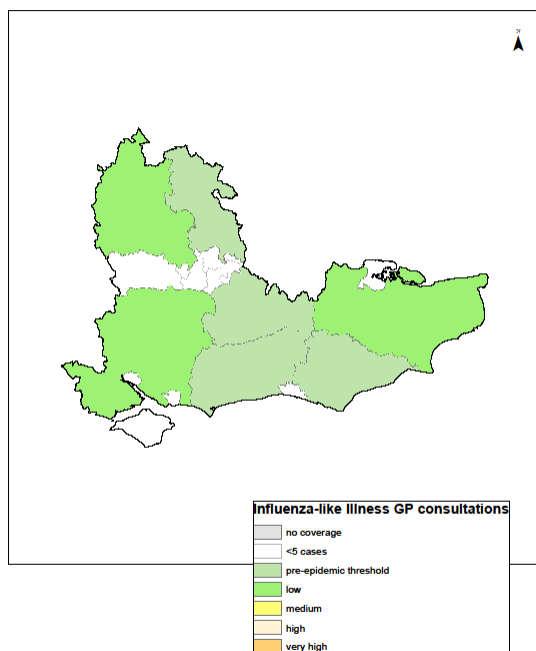 N
Influenza-like Illness GP consultations
no coverage
<5 cases
pre-epidemic threshold
low
medium
high
very high